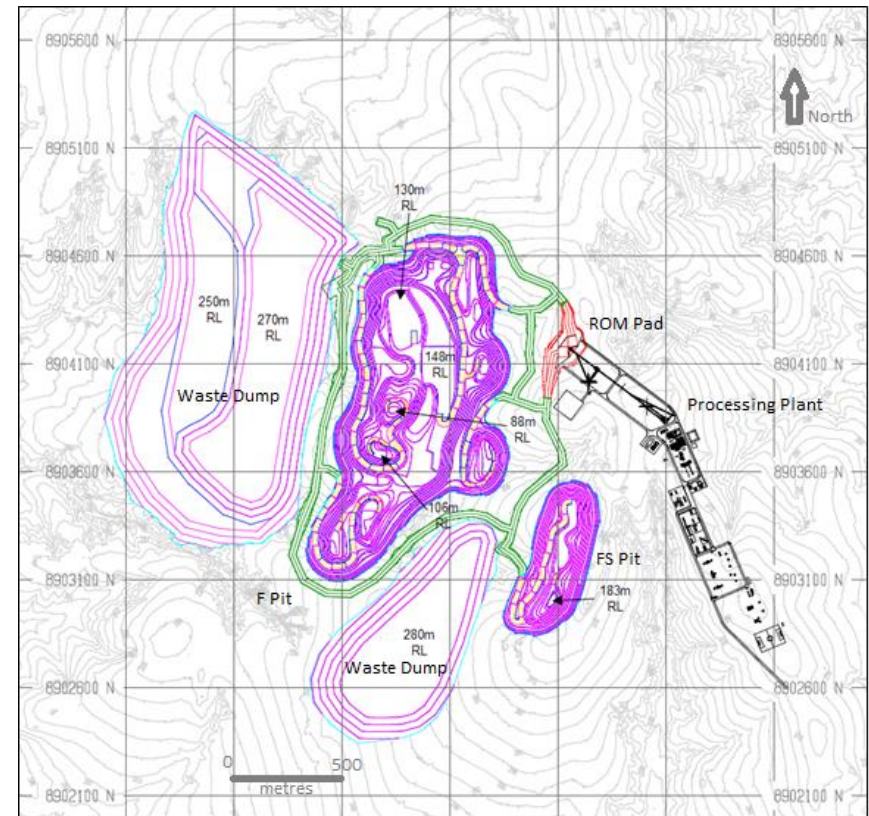 8905600 N
8905600 N
North
8905100 N
8905100 N
130m
RL
8904600 N
8904600 N
250m
RL
270m
RL
ROM Pad
8904100 N
148m
RL
8904100 N
Waste Dump
Processing Plant
88m
RL
8903600 N
8903600 N
106m
RL
FS Pit
8903100 N
8903100 N
F Pit
183m
RL
280m
RL
Waste Dump
8902600 N
8902600 N
0 500
metres
8902100 N
8902100 N